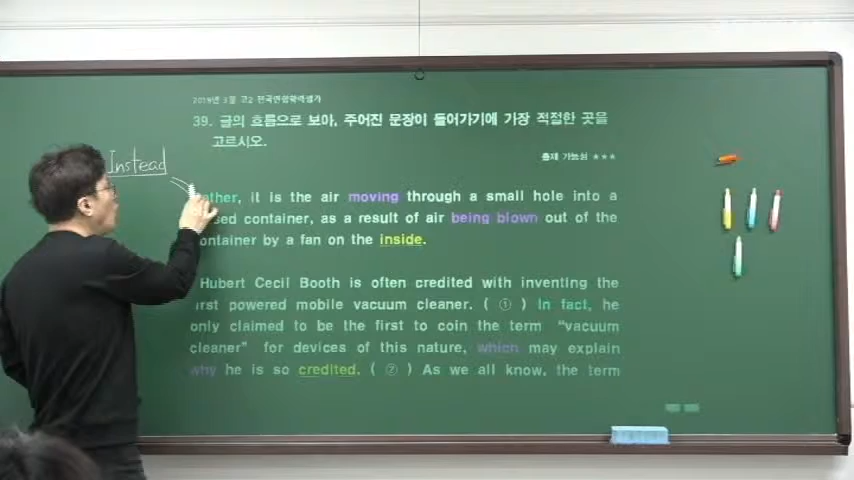 2019년 3월 고2 전국연합학력평가
39. 글의 흐름으로 보아, 주어진 문장이 들어가기에 가장 적절한 곳을
고르시오.
출제 가능성 ★★★
Instead
ather, it is the air moving through a small hole into a
sed container, as a result of air being blown out of the
ontainer by a fan on the inside.
Hubert Cecil Booth is often credited with inventing the
irst powered mobile vacuum cleaner. ( ① ) In fact, he
only claimed to be the first to coin the term "vacuum
cleaner" for devices of this nature, which may explain
why he is so credited. ( ② ) As we all know, the term